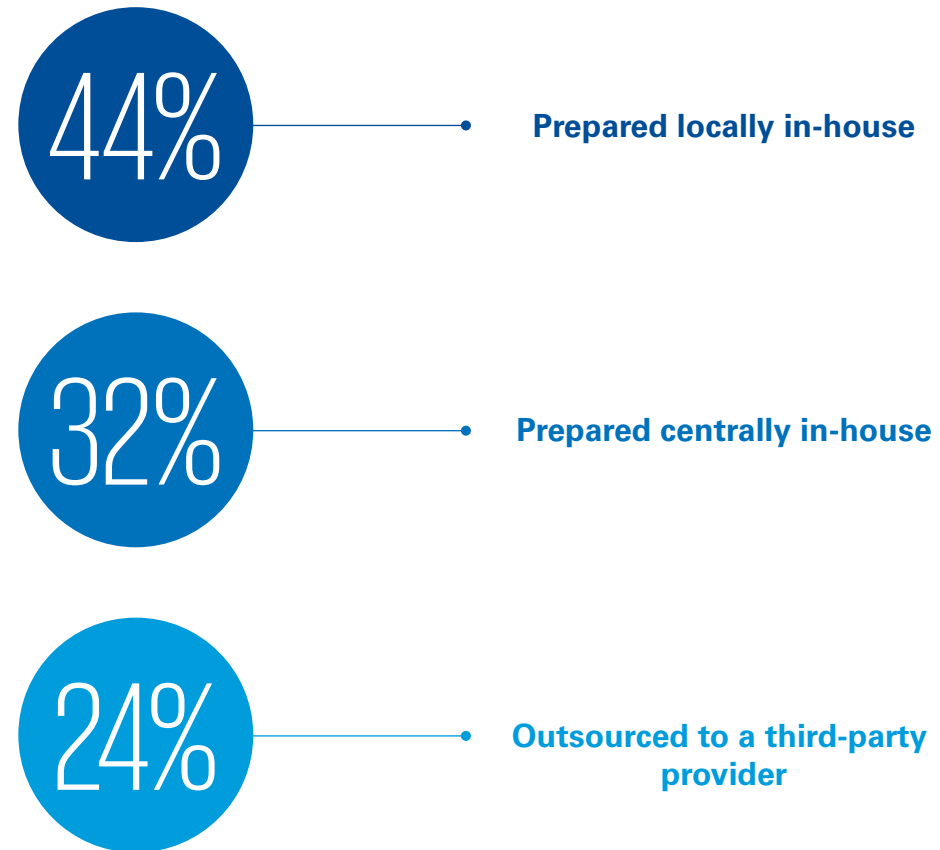 44%
Prepared locally in-house
32%
Prepared centrally in-house
24%
Outsourced to a third-party
provider